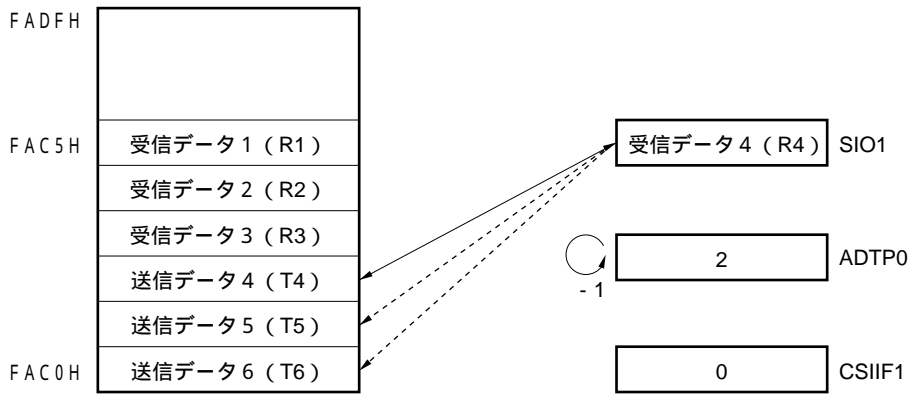 FADFH
FAC5H
受信データ1（R1）
受信データ2（R2）
受信データ3（R3）
送信データ4（T4）
送信データ5（T5）
FAC0H
送信データ6（T6）
受信データ4（R4）
SIO1
2
ADTP0
-1
0
CSIIF1